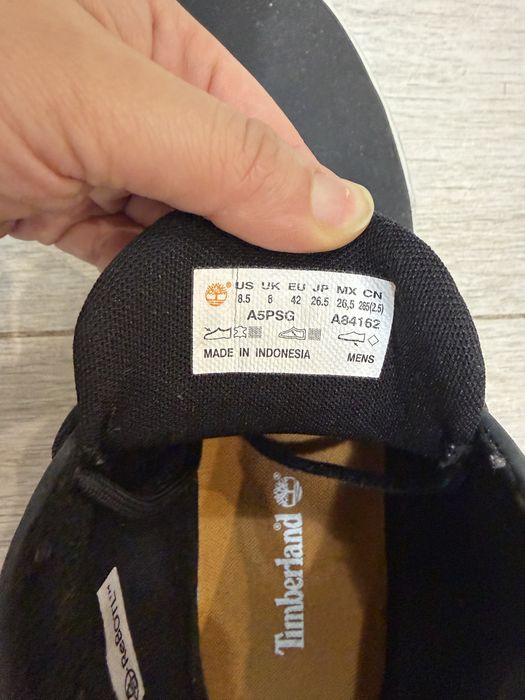 US UK EU JP MX CN
8.5 8 42 26.5 26,5 265(2.5)
A5PSG A84162
MADE IN INDONESIA MENS
Timberland
ReBOTL™